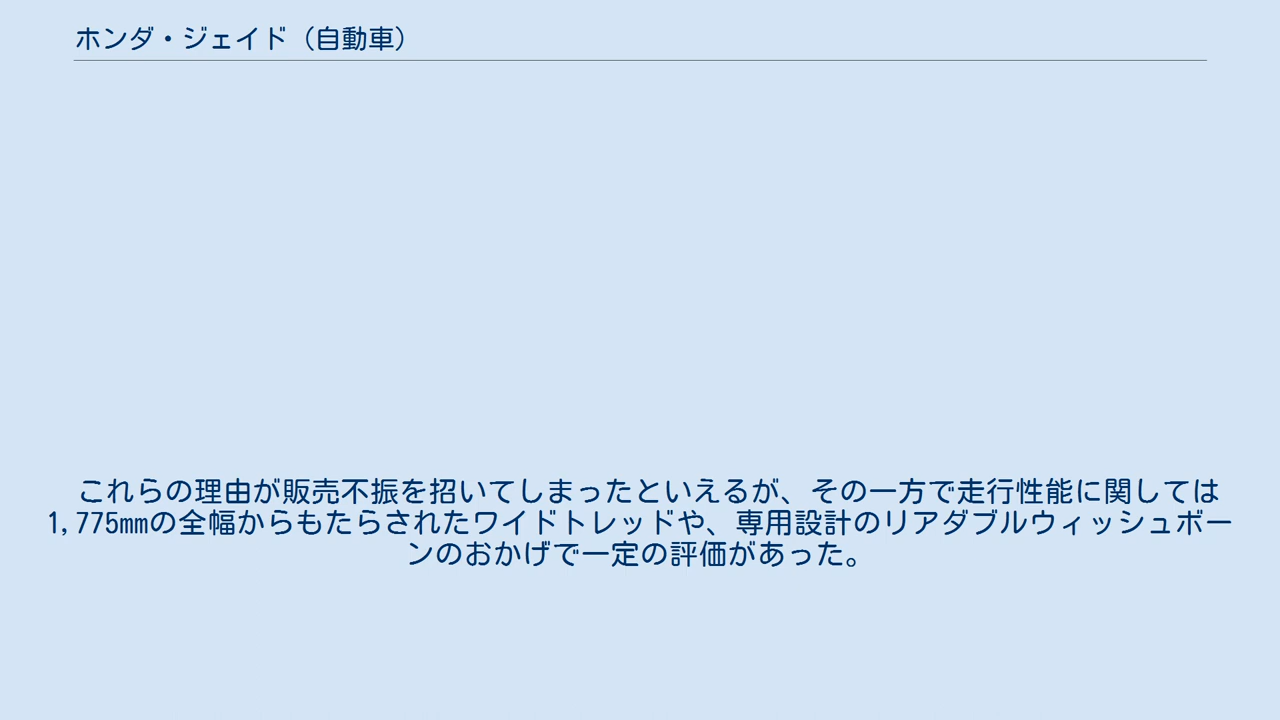 ホンダ・ジェイド（自動車）
これらの理由が販売不振を招いてしまったといえるが、その一方で走行性能に関しては
1,775mmの全幅からもたらされたワイドトレッドや、専用設計のリアダブルウィッシュボー
ンのおかげで一定の評価があった。